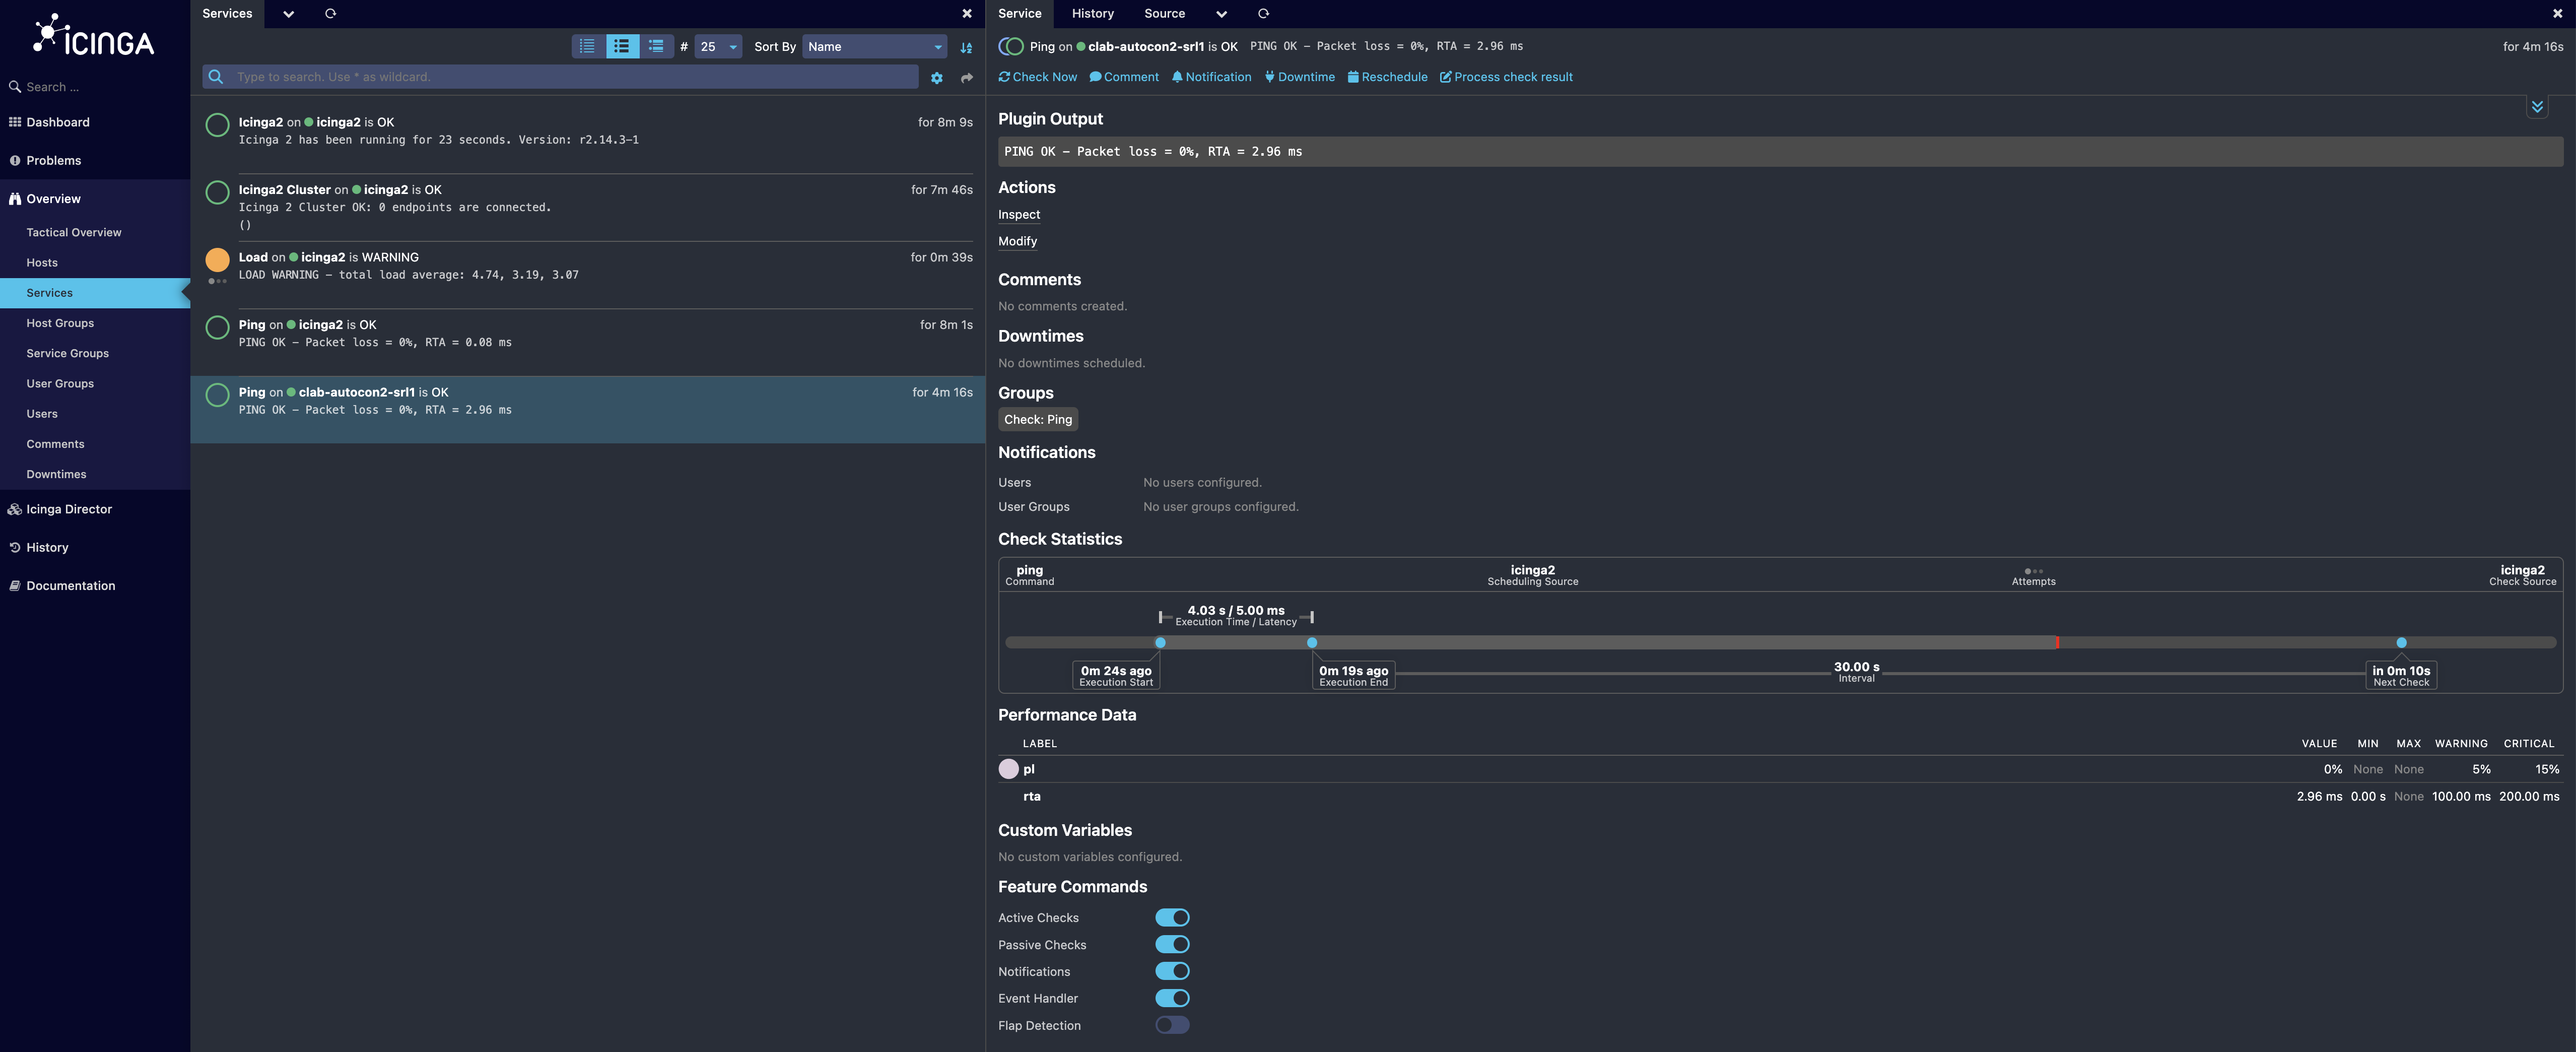 ICINGA
Search ...
Dashboard
Problems
Overview
Tactical Overview
Hosts
Services
Host Groups
Service Groups
User Groups
Users
Comments
Downtimes
Icinga Director
History
Documentation
Services
# 25 Sort By Name
Type to search. Use * as wildcard.
Icinga2 on icinga2 is OK for 8m 9s
Icinga 2 has been running for 23 seconds. Version: r2.14.3-1
Icinga2 Cluster on icinga2 is OK for 7m 46s
Icinga 2 Cluster OK: 0 endpoints are connected.
()
Load on icinga2 is WARNING for 0m 39s
LOAD WARNING - total load average: 4.74, 3.19, 3.07
Ping on icinga2 is OK for 8m 1s
PING OK - Packet loss = 0%, RTA = 0.08 ms
Ping on clab-autocon2-srl1 is OK for 4m 16s
PING OK - Packet loss = 0%, RTA = 2.96 ms
Service History Source
Ping on clab-autocon2-srl1 is OK PING OK - Packet loss = 0%, RTA = 2.96 ms for 4m 16s
Check Now Comment Notification Downtime Reschedule Process check result
Plugin Output
PING OK - Packet loss = 0%, RTA = 2.96 ms
Actions
Inspect
Modify
Comments
No comments created.
Downtimes
No downtimes scheduled.
Groups
Check: Ping
Notifications
Users No users configured.
User Groups No user groups configured.
Check Statistics
ping icinga2 icinga2
Command Scheduling Source Attempts Check Source
4.03 s / 5.00 ms
Execution Time / Latency
0m 24s ago 0m 19s ago 30.00 s in 0m 10s
Execution Start Execution End Interval Next Check
Performance Data
LABEL VALUE MIN MAX WARNING CRITICAL
pl 0% None None 5% 15%
rta 2.96 ms 0.00 s None 100.00 ms 200.00 ms
Custom Variables
No custom variables configured.
Feature Commands
Active Checks
Passive Checks
Notifications
Event Handler
Flap Detection